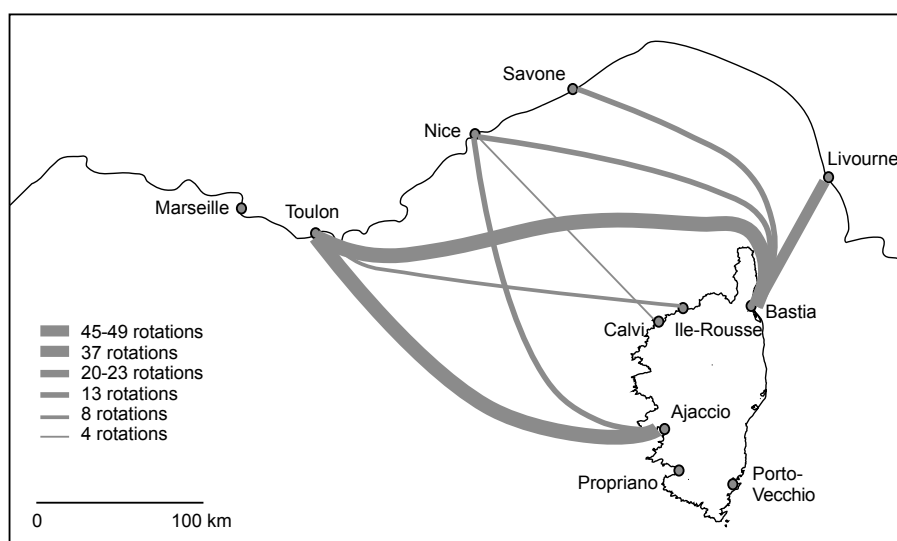 Savone
Nice
Livourne
Marseille
Toulon
Bastia
Calvi
Ile-Rousse
45-49 rotations
37 rotations
20-23 rotations
13 rotations
8 rotations
4 rotations
Ajaccio
Propriano
Porto-
Vecchio
0
100 km